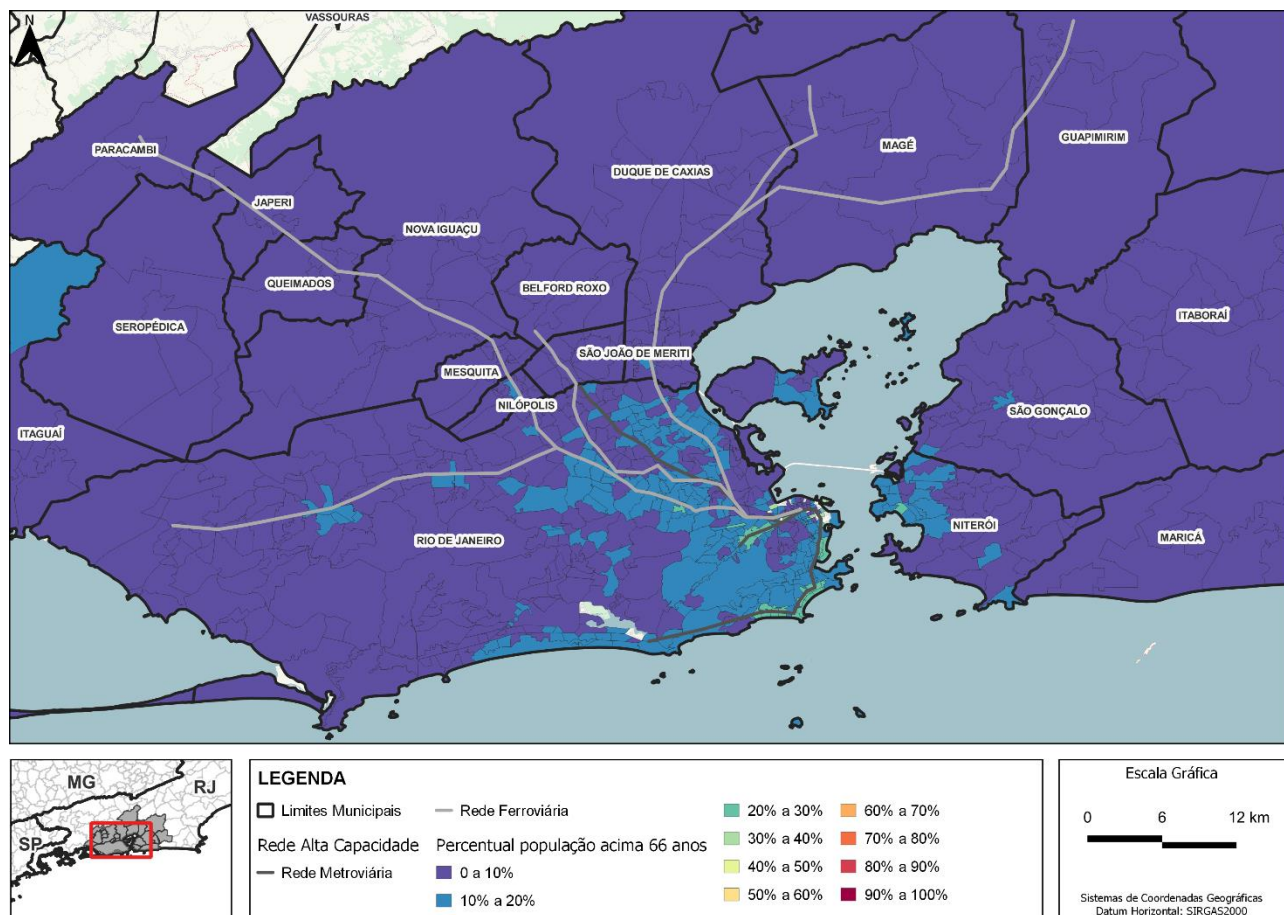 N
VASSOURAS
PARACAMBI
JAPERI
NOVA IGUAÇU
DUQUE DE CAXIAS
MAGÉ
GUAPIMIRIM
QUEIMADOS
BELFORD ROXO
ITABORAÍ
SEROPÉDICA
SÃO JOÃO DE MERITI
MESQUITA
NILÓPOLIS
SÃO GONÇALO
ITAGUAÍ
RIO DE JANEIRO
NITERÓI
MARICÁ
MG
RJ
SP
LEGENDA
Limites Municipais
Rede Ferroviária
Rede Alta Capacidade
Percentual população acima 66 anos
Rede Metroviária
0 a 10%
10% a 20%
20% a 30%
30% a 40%
40% a 50%
50% a 60%
60% a 70%
70% a 80%
80% a 90%
90% a 100%
Escala Gráfica
0 6 12 km
Sistemas de Coordenadas Geográficas
Datum Horizontal: SIRGAS2000